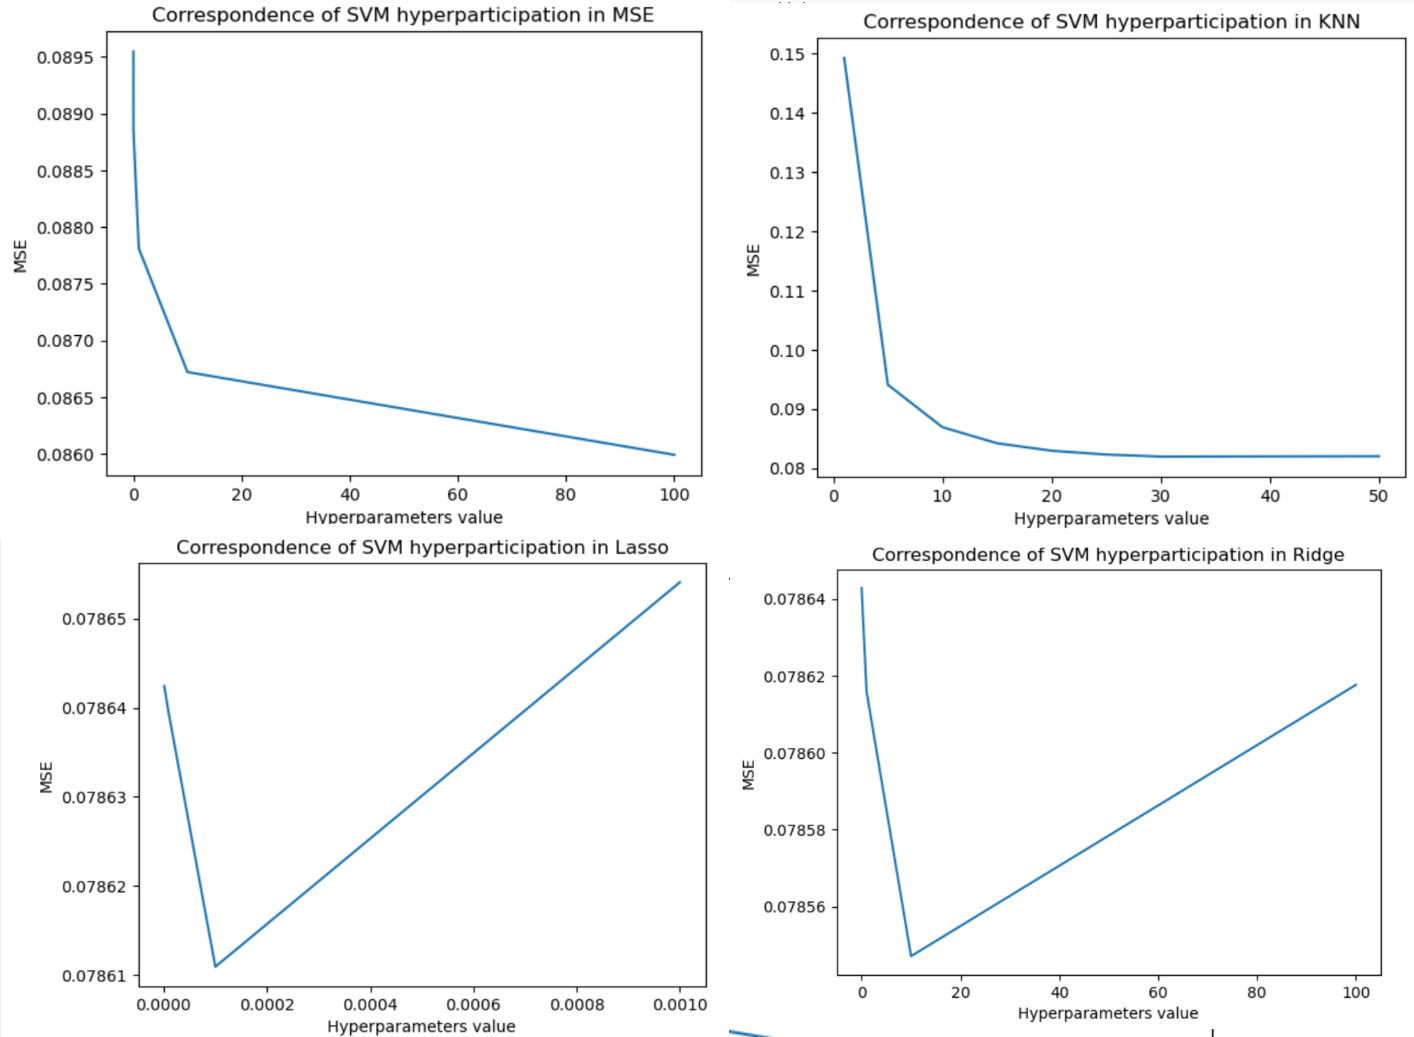 Correspondence of SVM hyperparticipation in MSE
0.0895
0.0890
0.0885
0.0880
0.0875
0.0870
0.0865
0.0860
MSE
0 20 40 60 80 100
Hyperparameters value
Correspondence of SVM hyperparticipation in KNN
0.15
0.14
0.13
0.12
0.11
0.10
0.09
0.08
MSE
0 10 20 30 40 50
Hyperparameters value
Correspondence of SVM hyperparticipation in Lasso
0.07865
0.07864
0.07863
0.07862
0.07861
MSE
0.0000 0.0002 0.0004 0.0006 0.0008 0.0010
Hyperparameters value
Correspondence of SVM hyperparticipation in Ridge
0.07864
0.07862
0.07860
0.07858
0.07856
MSE
0 20 40 60 80 100
Hyperparameters value